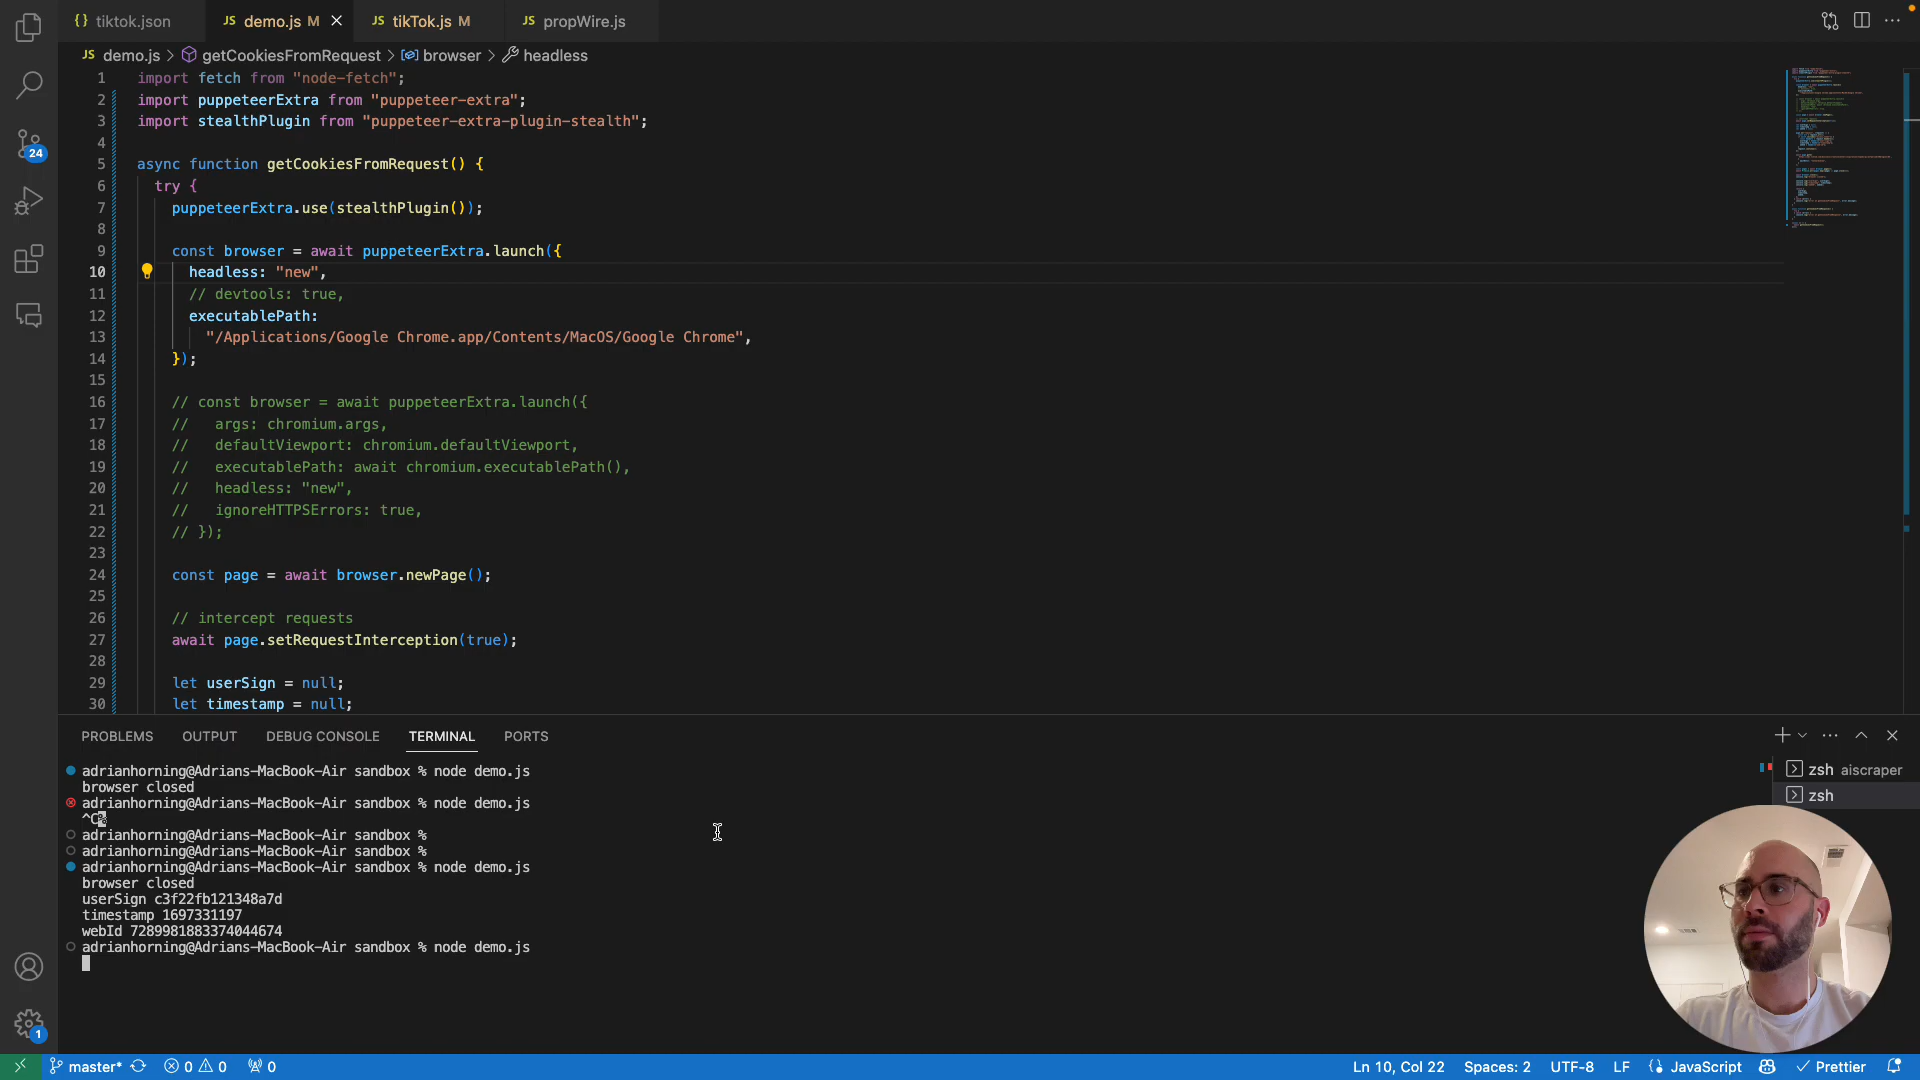 tiktok.json
JS demo.js M
JS tikTok.js M
JS propWire.js
JS demo.js > getCookiesFromRequest > browser > headless
1 import fetch from "node-fetch";
2 import puppeteerExtra from "puppeteer-extra";
3 import stealthPlugin from "puppeteer-extra-plugin-stealth";
4
5 async function getCookiesFromRequest() {
6 try {
7 puppeteerExtra.use(stealthPlugin());
8
9 const browser = await puppeteerExtra.launch({
10 headless: "new",
11 // devtools: true,
12 executablePath:
13 "/Applications/Google Chrome.app/Contents/MacOS/Google Chrome",
14 });
15
16 // const browser = await puppeteerExtra.launch({
17 // args: chromium.args,
18 // defaultViewport: chromium.defaultViewport,
19 // executablePath: await chromium.executablePath(),
20 // headless: "new",
21 // ignoreHTTPSErrors: true,
22 // });
23
24 const page = await browser.newPage();
25
26 // intercept requests
27 await page.setRequestInterception(true);
28
29 let userSign = null;
30 let timestamp = null;
24
PROBLEMS OUTPUT DEBUG CONSOLE TERMINAL PORTS
adrianhorning@Adrians-MacBook-Air sandbox % node demo.js
browser closed
adrianhorning@Adrians-MacBook-Air sandbox % node demo.js
^C%
adrianhorning@Adrians-MacBook-Air sandbox %
adrianhorning@Adrians-MacBook-Air sandbox %
adrianhorning@Adrians-MacBook-Air sandbox % node demo.js
browser closed
userSign c3f22fb121348a7d
timestamp 1697331197
webId 7289981883374044674
adrianhorning@Adrians-MacBook-Air sandbox % node demo.js
zsh aiscraper
zsh
1
master* 0 0 0
Ln 10, Col 22 Spaces: 2 UTF-8 LF JavaScript Prettier